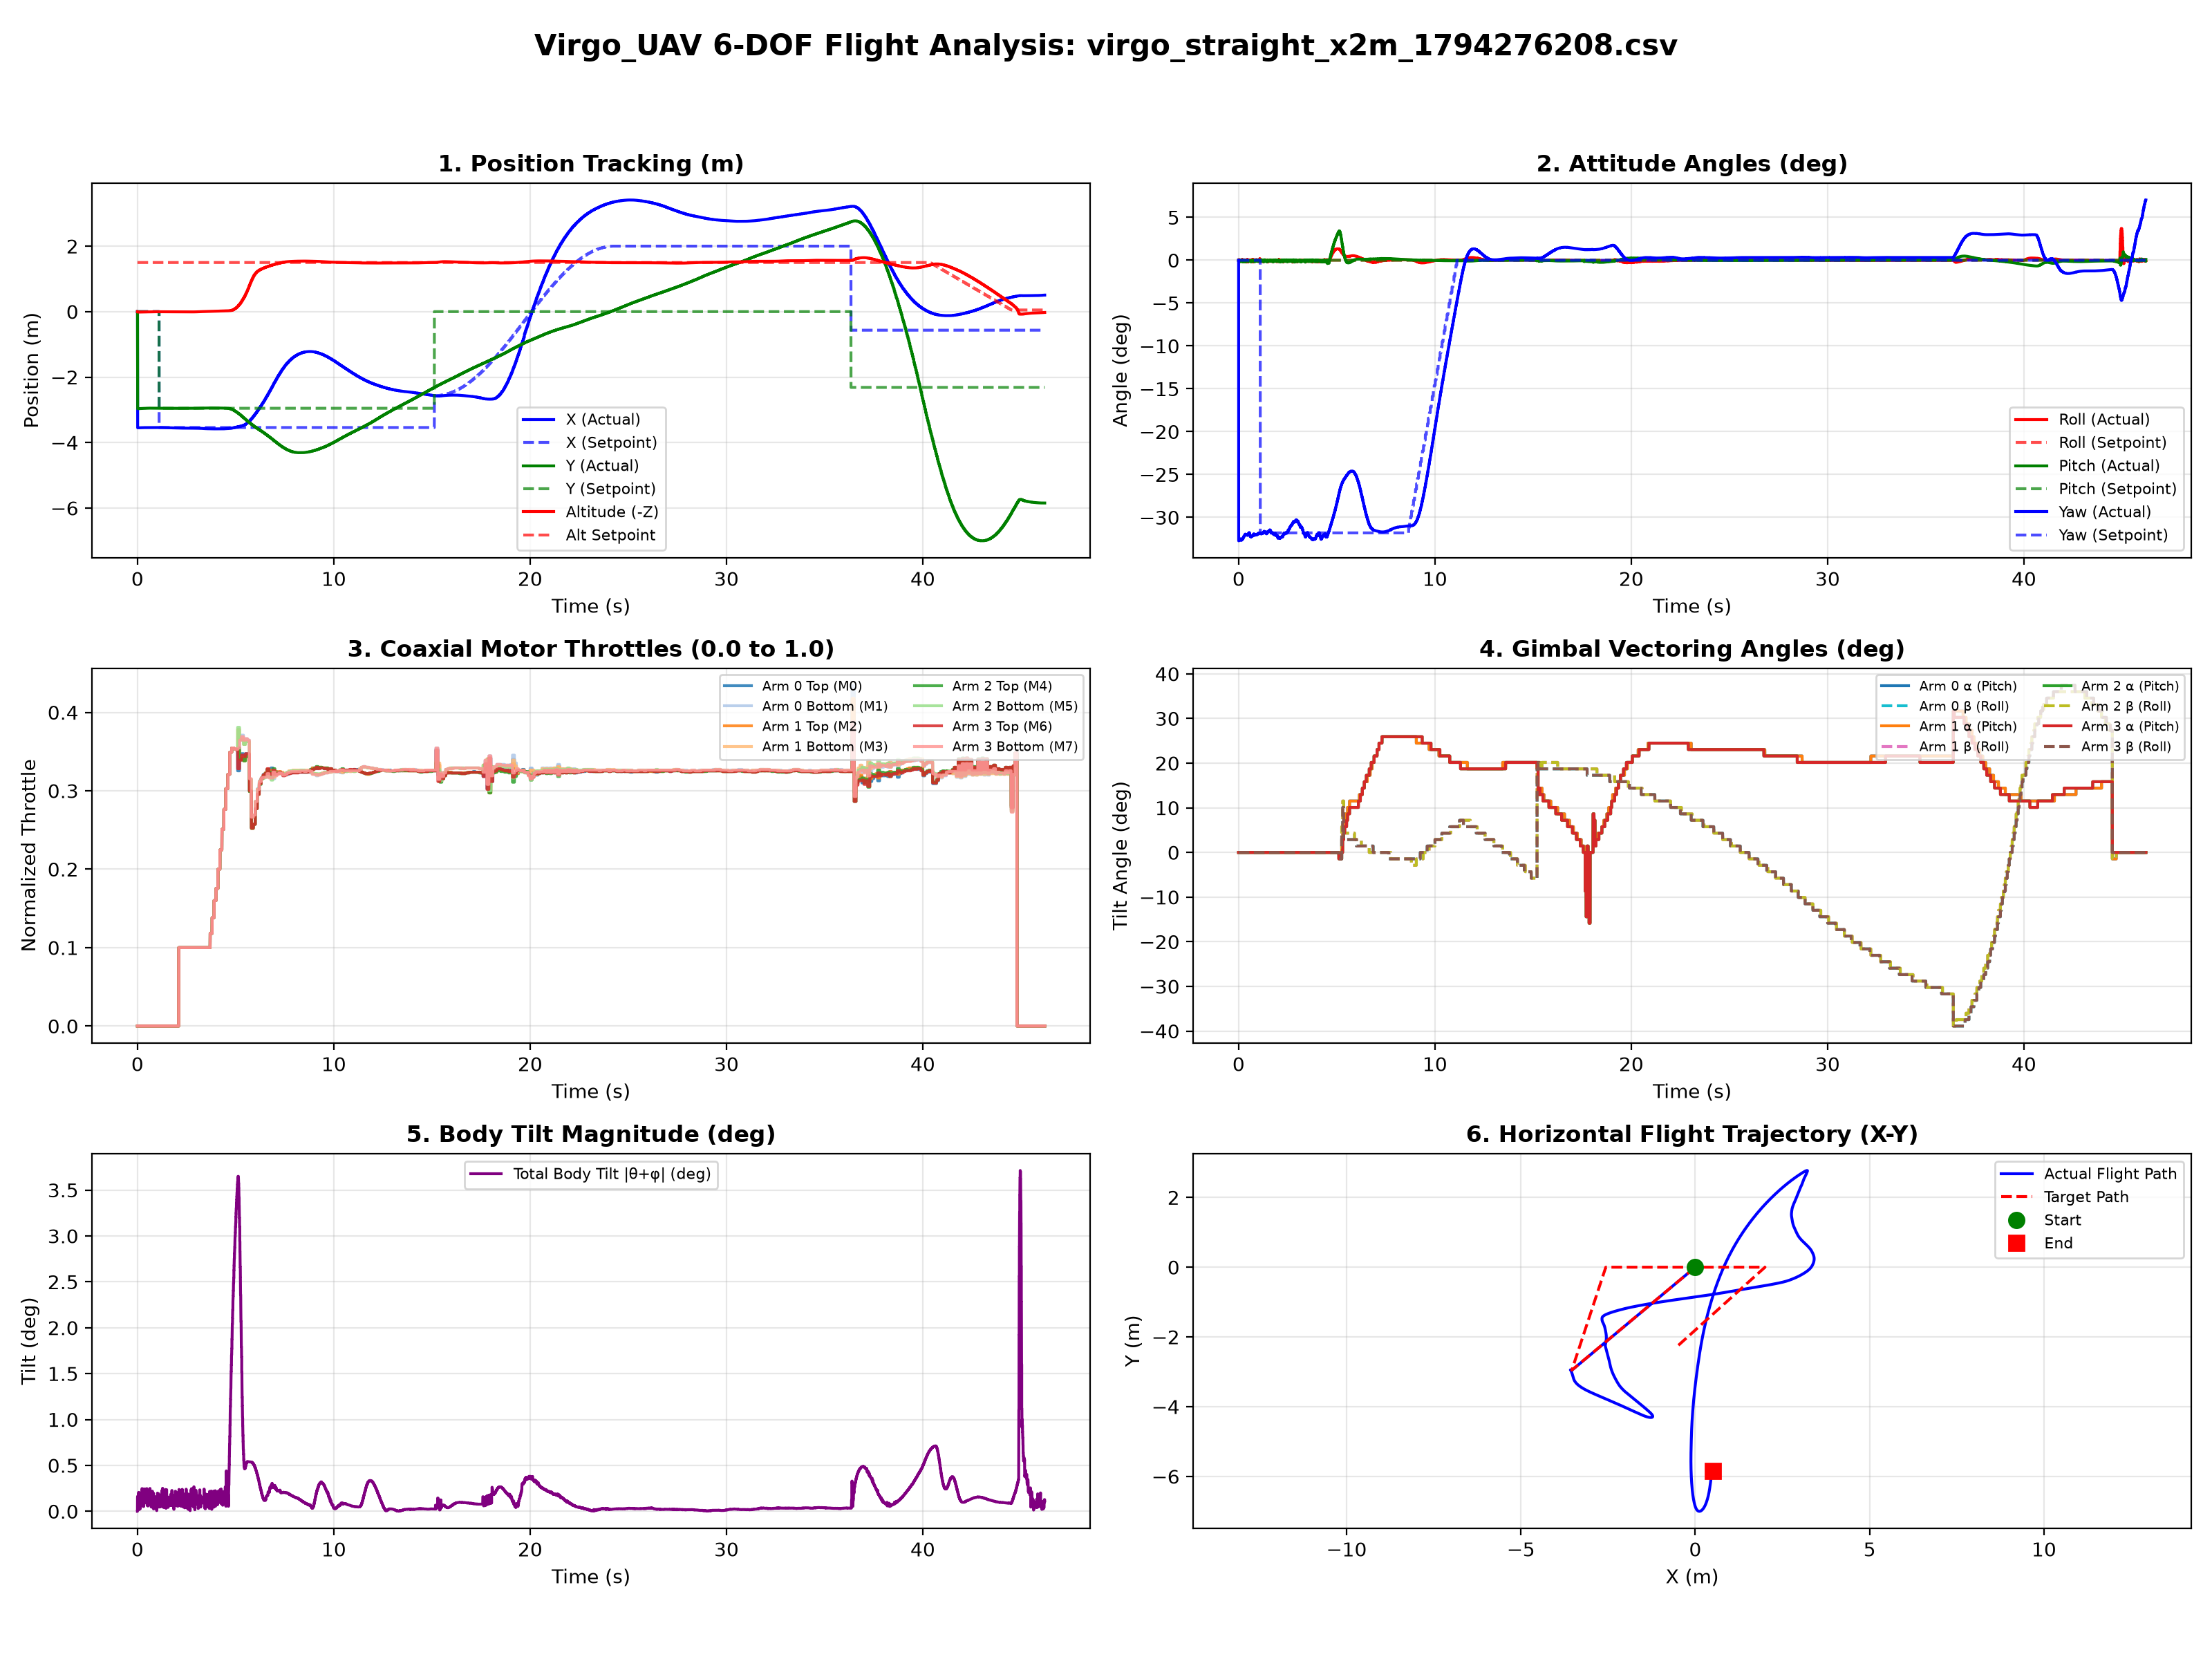 Virgo_UAV 6-DOF Flight Analysis: virgo_straight_x2m_1794276208.csv
1. Position Tracking (m)
Position (m)
2
0
−2
−4
−6
X (Actual)
X (Setpoint)
Y (Actual)
Y (Setpoint)
Altitude (-Z)
Alt Setpoint
0 10 20 30 40
Time (s)
2. Attitude Angles (deg)
Angle (deg)
5
0
−5
−10
−15
−20
−25
−30
Roll (Actual)
Roll (Setpoint)
Pitch (Actual)
Pitch (Setpoint)
Yaw (Actual)
Yaw (Setpoint)
0 10 20 30 40
Time (s)
3. Coaxial Motor Throttles (0.0 to 1.0)
Normalized Throttle
0.4
0.3
0.2
0.1
0.0
Arm 0 Top (M0)
Arm 0 Bottom (M1)
Arm 1 Top (M2)
Arm 1 Bottom (M3)
Arm 2 Top (M4)
Arm 2 Bottom (M5)
Arm 3 Top (M6)
Arm 3 Bottom (M7)
0 10 20 30 40
Time (s)
4. Gimbal Vectoring Angles (deg)
Tilt Angle (deg)
40
30
20
10
0
−10
−20
−30
−40
Arm 0 α (Pitch)
Arm 0 β (Roll)
Arm 1 α (Pitch)
Arm 1 β (Roll)
Arm 2 α (Pitch)
Arm 2 β (Roll)
Arm 3 α (Pitch)
Arm 3 β (Roll)
0 10 20 30 40
Time (s)
5. Body Tilt Magnitude (deg)
Tilt (deg)
3.5
3.0
2.5
2.0
1.5
1.0
0.5
0.0
Total Body Tilt |θ+φ| (deg)
0 10 20 30 40
Time (s)
6. Horizontal Flight Trajectory (X-Y)
Y (m)
2
0
−2
−4
−6
Actual Flight Path
Target Path
Start
End
−10 −5 0 5 10
X (m)